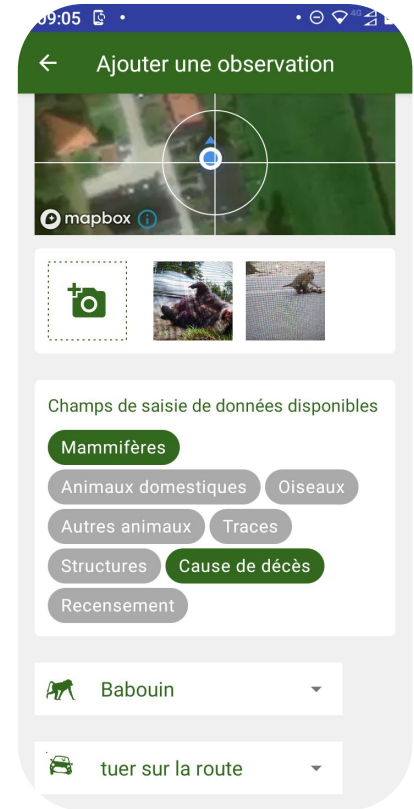 09:05
4G
Ajouter une observation
mapbox
Champs de saisie de données disponibles
Mammifères
Animaux domestiques Oiseaux
Autres animaux Traces
Structures Cause de décès
Recensement
Babouin
tuer sur la route